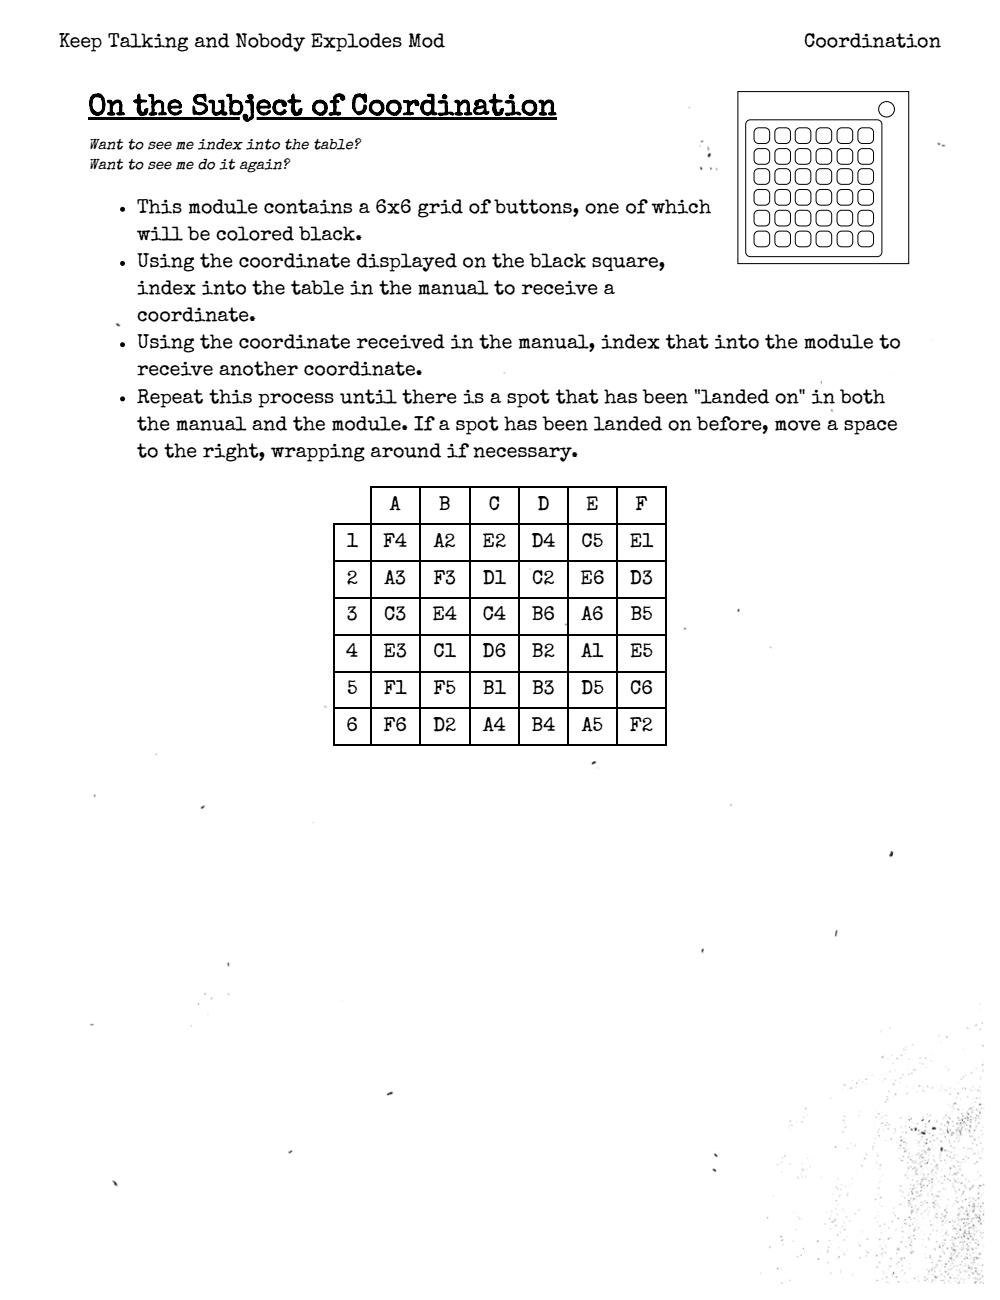 Keep Talking and Nobody Explodes Mod Coordination
On the Subject of Coordination
Want to see me index into the table?
Want to see me do it again?
• This module contains a 6x6 grid of buttons, one of which
will be colored black.
• Using the coordinate displayed on the black square,
index into the table in the manual to receive a
coordinate.
• Using the coordinate received in the manual, index that into the module to
receive another coordinate.
• Repeat this process until there is a spot that has been "landed on" in both
the manual and the module. If a spot has been landed on before, move a space
to the right, wrapping around if necessary.
A B C D E F
1 F4 A2 E2 D4 C5 E1
2 A3 F3 D1 C2 E6 D3
3 C3 E4 C4 B6 A6 B5
4 E3 C1 D6 B2 A1 E5
5 F1 F5 B1 B3 D5 C6
6 F6 D2 A4 B4 A5 F2